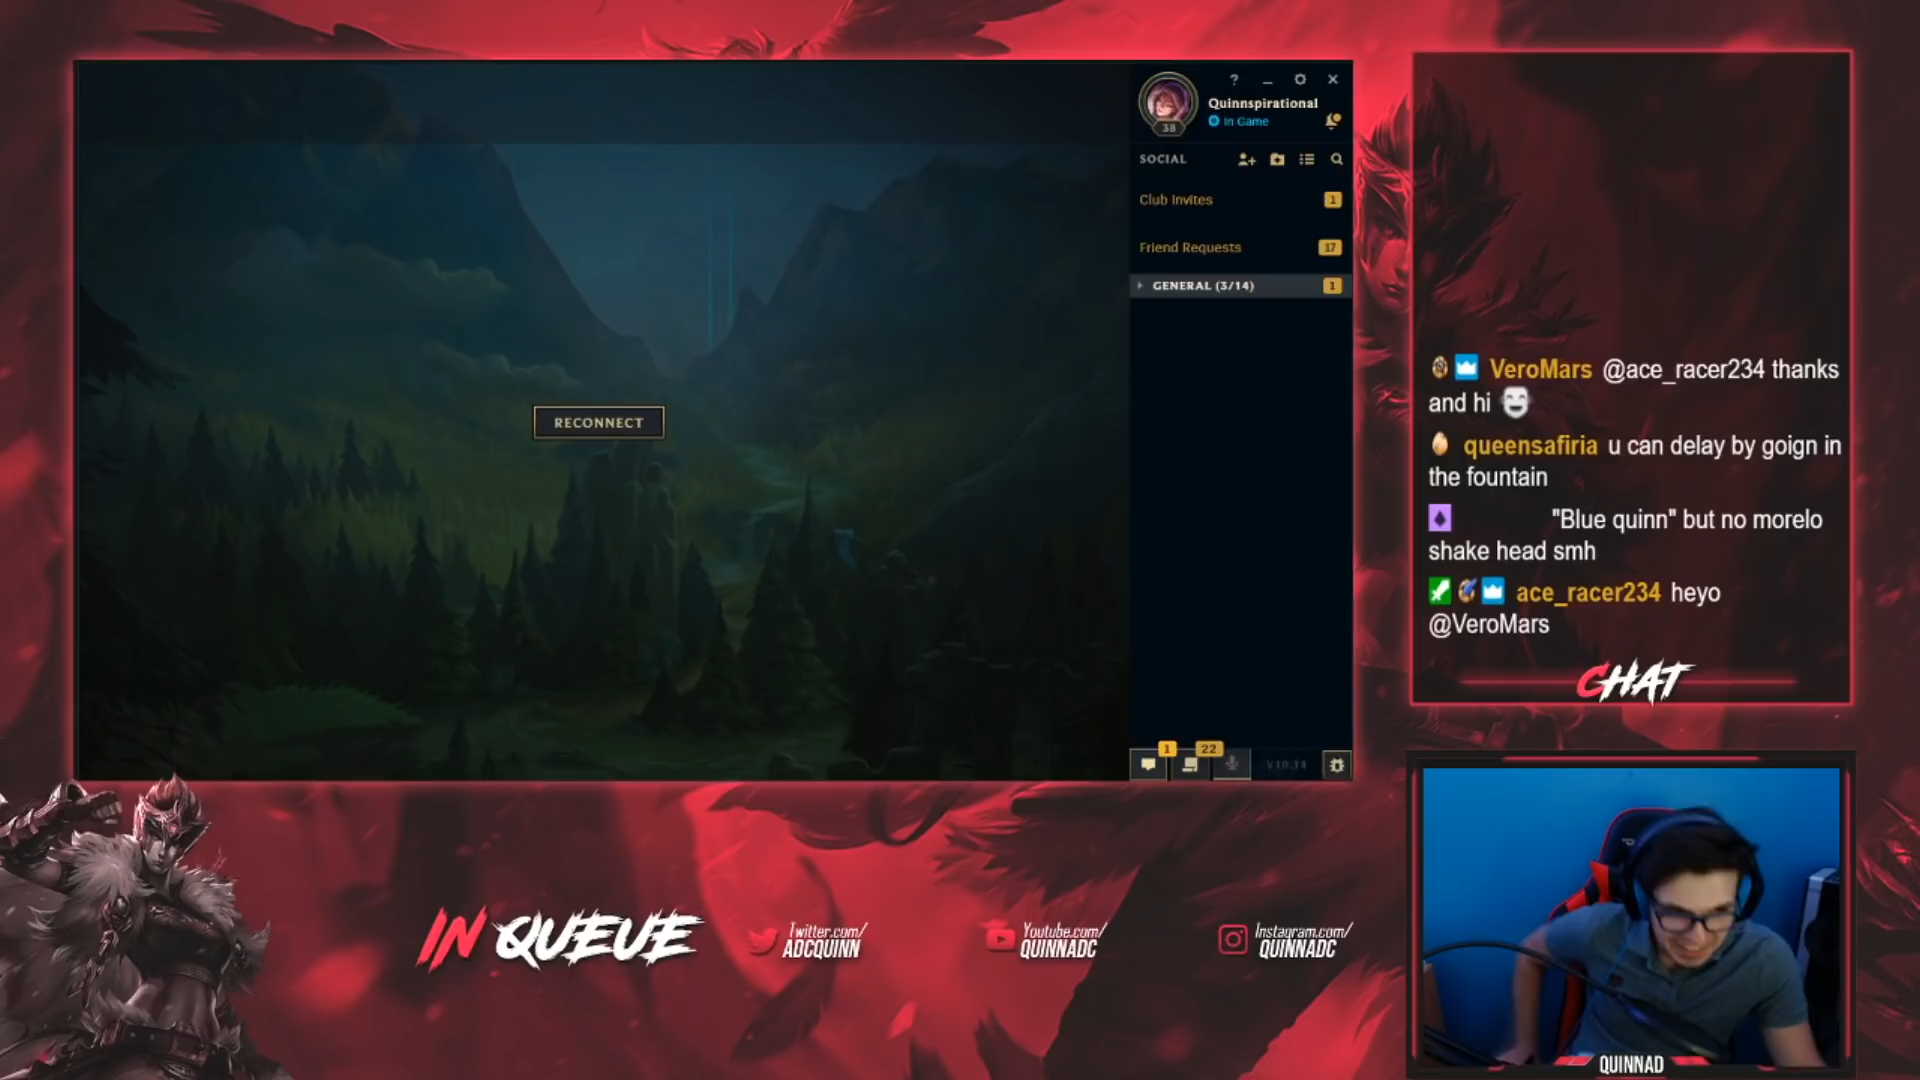 Quinnspirational
38
In Game
SOCIAL
Club Invites 1
Friend Requests 17
GENERAL (3/14) 1
RECONNECT
1 22
V10.14
VeroMars @ace_racer234 thanks
and hi
queensafiria u can delay by goign in
the fountain
"Blue quinn" but no morelo
shake head smh
ace_racer234 heyo
@VeroMars
CHAT
IN QUEUE
Twitter.com/
ADCQUINN
Youtube.com/
QUINNADC
Instagram.com/
QUINNADC
QUINNAD